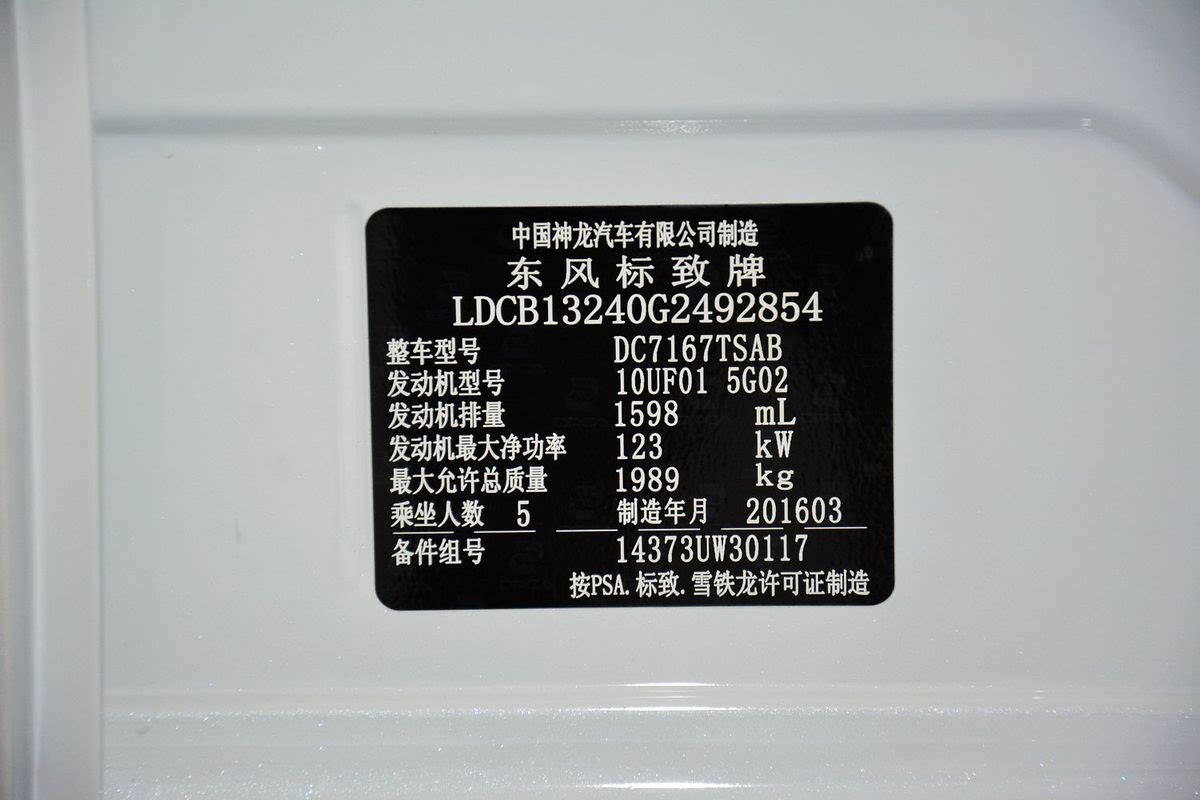 中国神龙汽车有限公司制造
东风标致牌
LDCB13240G2492854
整车型号 DC7167TSAB
发动机型号 10UF01 5G02
发动机排量 1598 mL
发动机最大净功率 123 kW
最大允许总质量 1989 kg
乘坐人数 5 制造年月 201603
备件组号 14373UW30117
按PSA.标致.雪铁龙许可证制造